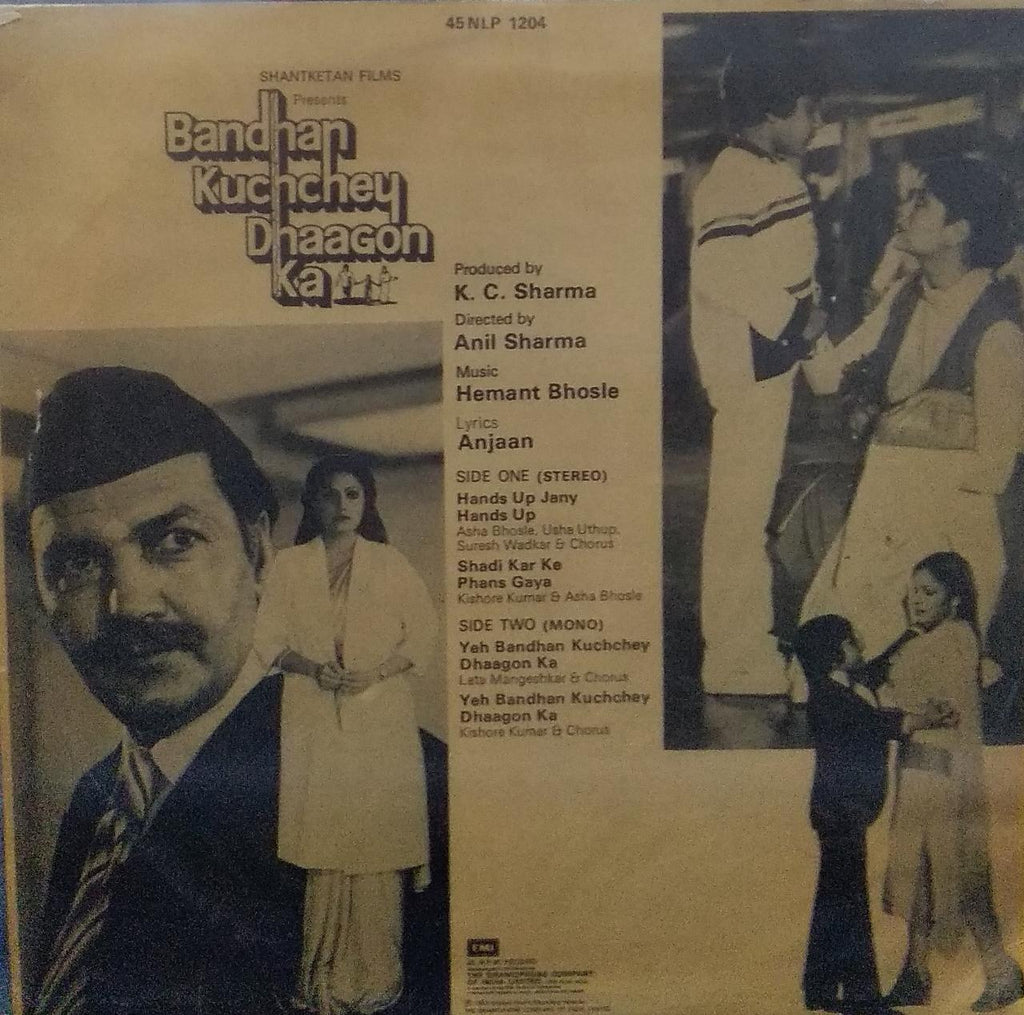 45 NLP 1204
SHANTKETAN FILMS
Presents
Bandhan
Kuchchey
Dhaagon
Ka
Produced by
K. C. Sharma
Directed by
Anil Sharma
Music
Hemant Bhosle
Lyrics
Anjaan
SIDE ONE (STEREO)
Hands Up Jany
Hands Up
Asha Bhosle, Usha Uthup,
Suresh Wadkar & Chorus
Shadi Kar Ke
Phans Gaya
Kishore Kumar & Asha Bhosle
SIDE TWO (MONO)
Yeh Bandhan Kuchchey
Dhaagon Ka
Lata Mangeshkar & Chorus
Yeh Bandhan Kuchchey
Dhaagon Ka
Kishore Kumar & Chorus
EMI
THE GRAMOPHONE COMPANY
OF INDIA LIMITED